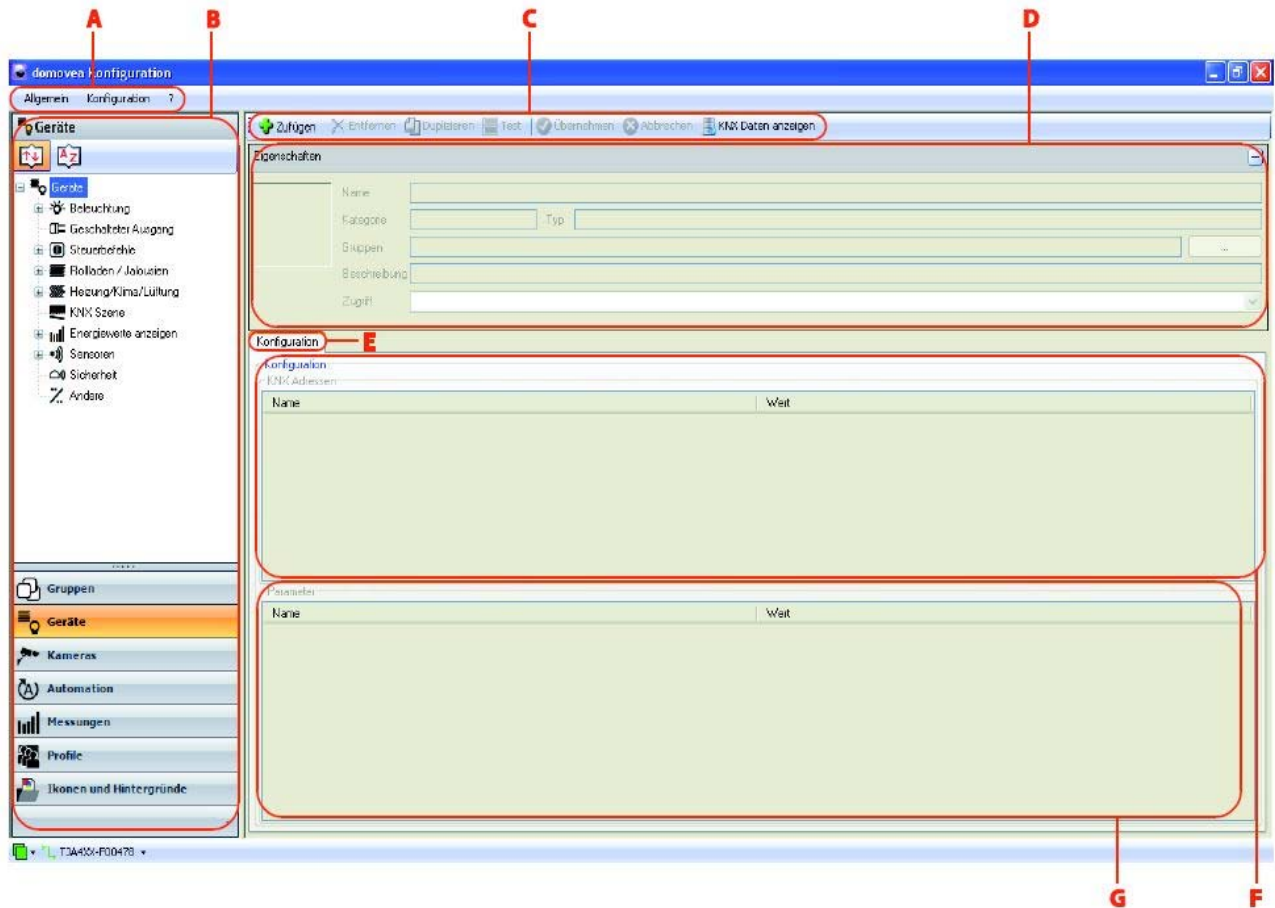 A B C D
domovea Konfiguration
Allgemein Konfiguration ?
Geräte
Zufügen Entfernen Duplizieren Test Übernehmen Abbrechen KNX Daten anzeigen
Eigenschaften
Name
Kategorie Typ
Gruppen ...
Beschreibung
Zugriff
Geräte
Beleuchtung
Geschalteter Ausgang
Steuerbefehle
Rolladen / Jalousien
Heizung/Klima/Lüftung
KNX Szene
Energiewerte anzeigen
Sensoren
Sicherheit
Andere
Konfiguration E
Konfiguration
KNX Adressen
Name Wert
Parameter
Name Wert
Gruppen
Geräte
Kameras
Automation
Messungen
Profile
Ikonen und Hintergründe
G F